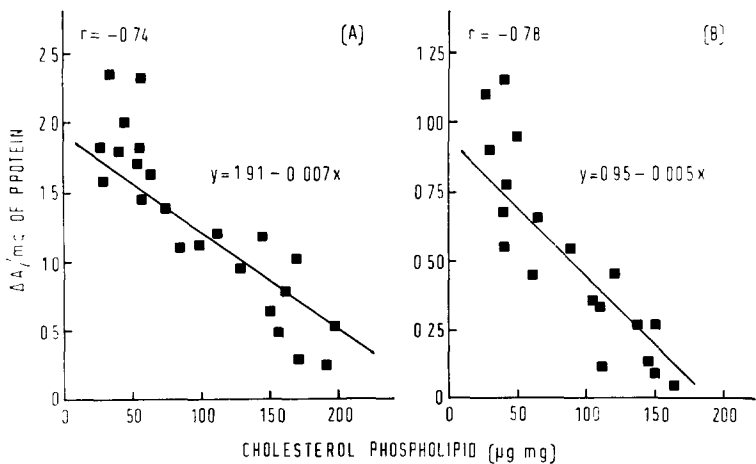 r = -0.74
(A)
r = -0.78
(B)
ΔA/mg OF PROTEIN
25
2.0
1.5
1.0
0 5
0
y=1 91-0 007x
0
50
100
150
200
1 25
1 00
0.75
0 50
0 25
0
y=0 95-0 005x
0
50
100
150
200
CHOLESTEROL PHOSPHOLIPID (μg mg)